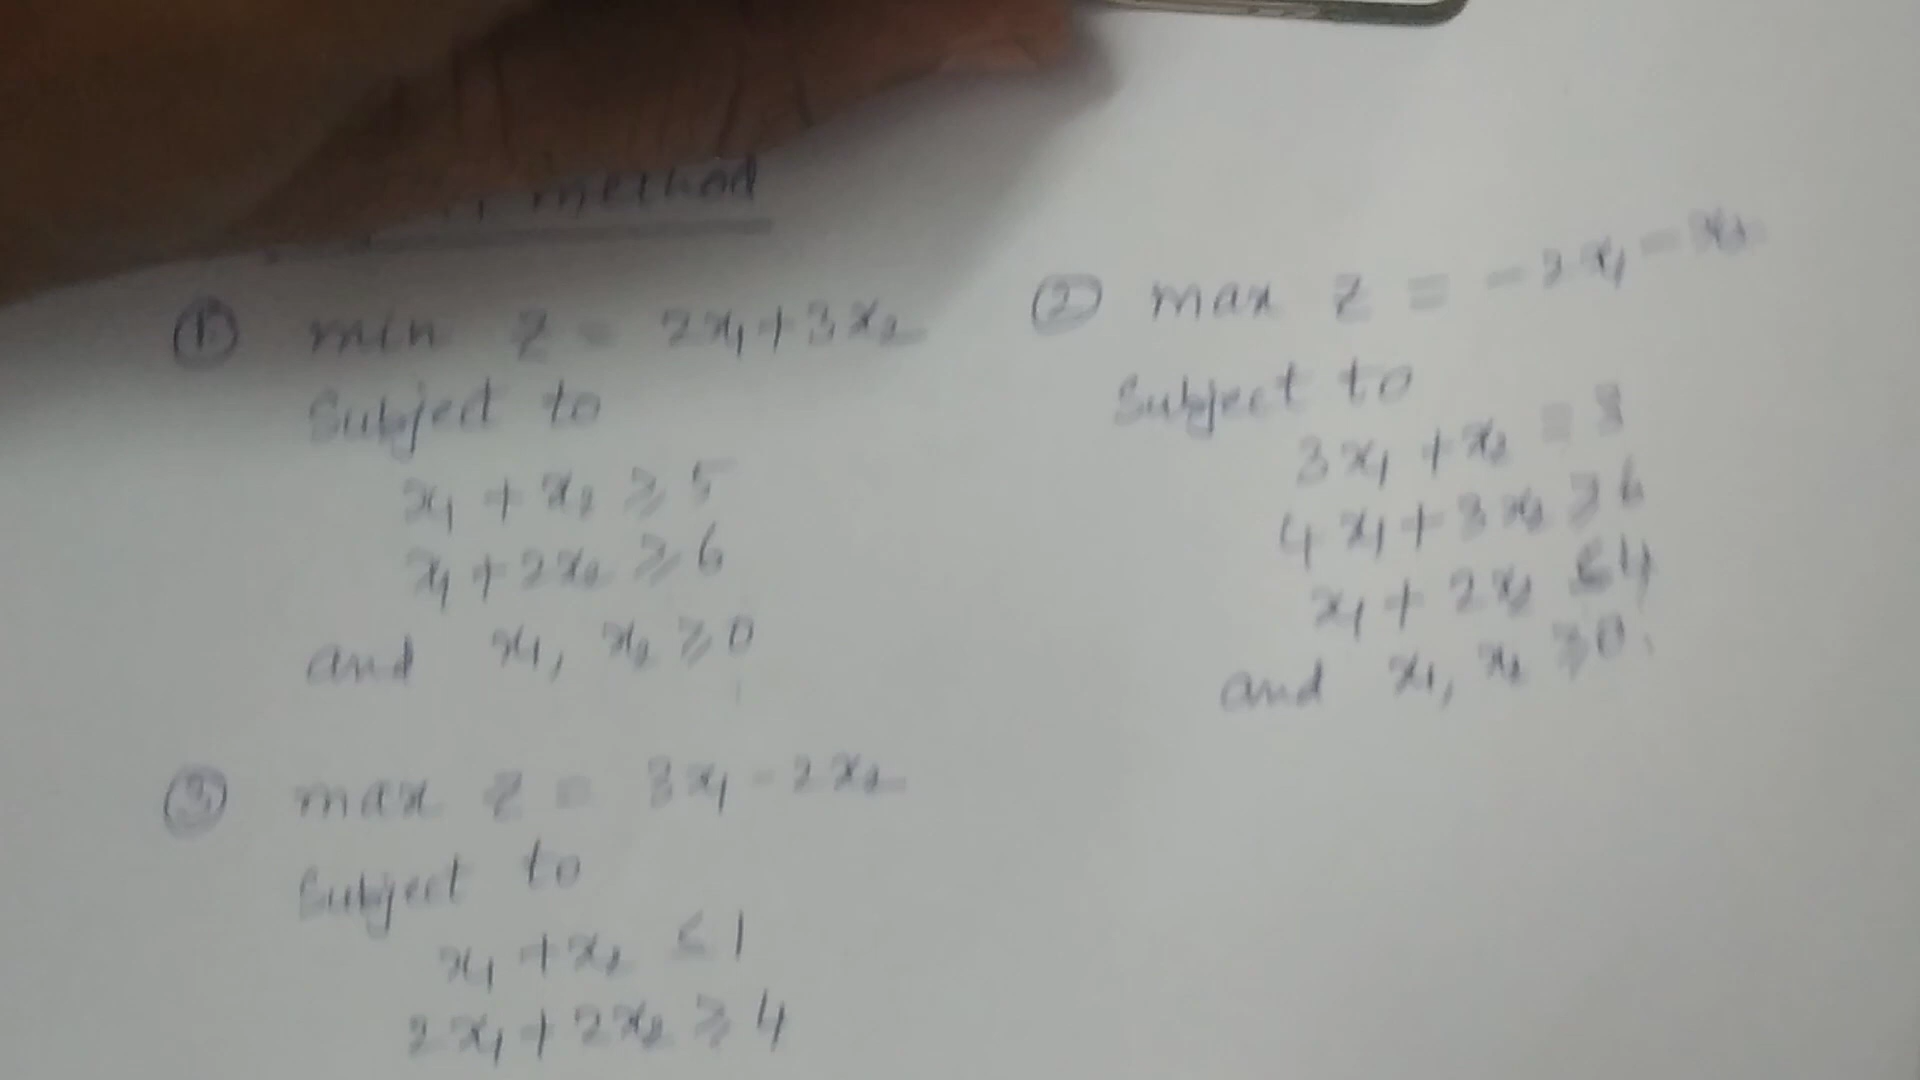 method
① min Z = 2x₁ + 3x₂
Subject to
x₁ + x₂ ≥ 5
x₁ + 2x₂ ≥ 6
and x₁, x₂ ≥ 0
② max Z = -2x₁ - x₂
Subject to
3x₁ + x₂ = 3
4x₁ + 3x₂ ≥ 6
x₁ + 2x₂ ≤ 4
and x₁, x₂ ≥ 0.
③ max Z = 3x₁ - 2x₂
Subject to
x₁ + x₂ ≤ 1
2x₁ + 2x₂ ≥ 4